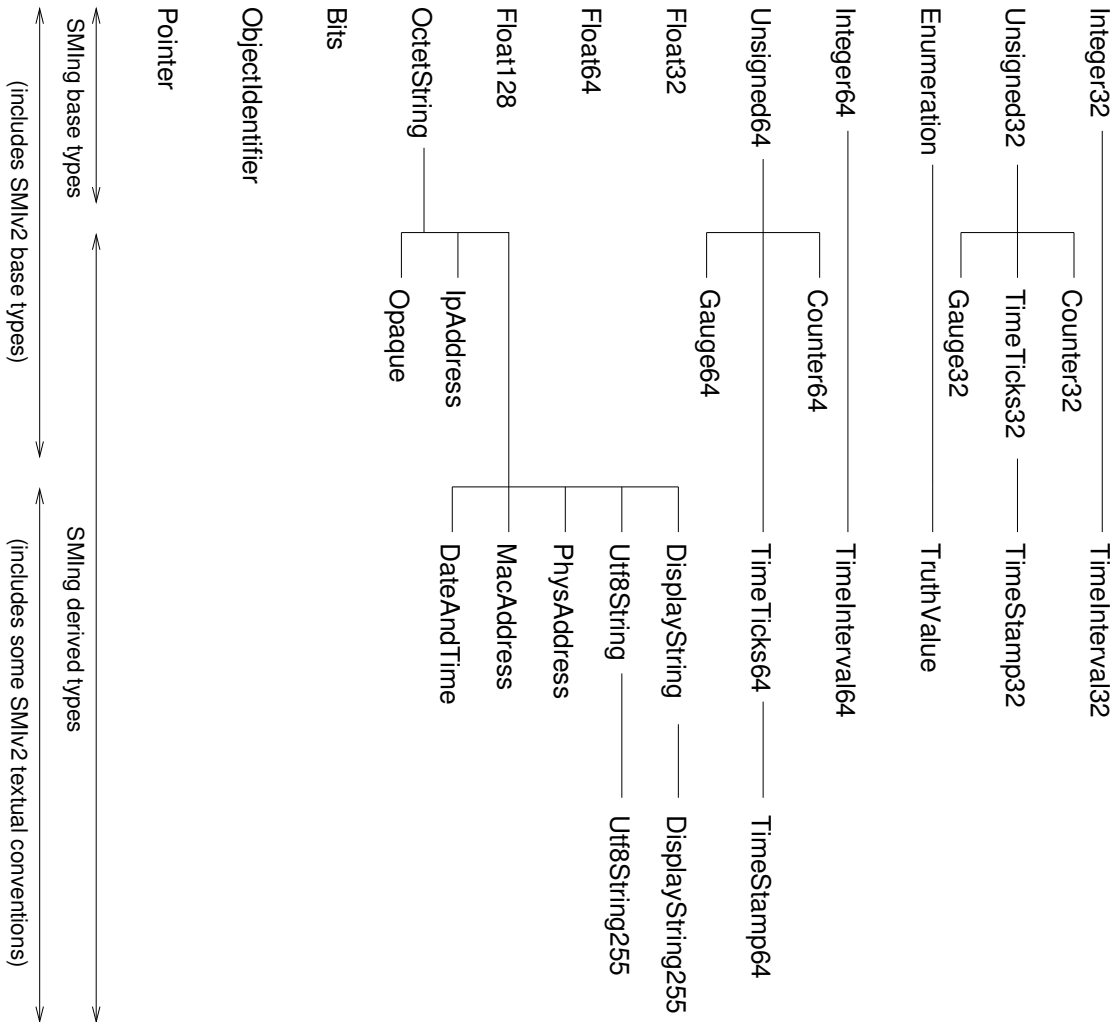 Integer32
TimeInterval32
Counter32
Unsigned32
TimeTicks32
TimeStamp32
Gauge32
Enumeration
TruthValue
Integer64
TimeInterval64
Counter64
Unsigned64
TimeTicks64
TimeStamp64
Gauge64
Float32
DisplayString
DisplayString255
Utf8String
Utf8String255
Float64
PhysAddress
Float128
MacAddress
IpAddress
DateAndTime
OctetString
Opaque
Bits
ObjectIdentifier
Pointer
SMIng base types
SMIng derived types
(includes SMIv2 base types)
(includes some SMIv2 textual conventions)